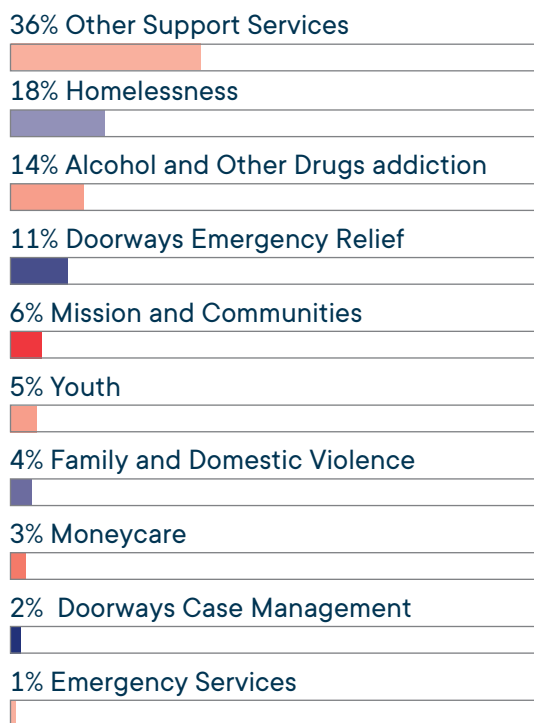 36% Other Support Services
18% Homelessness
14% Alcohol and Other Drugs addiction
11% Doorways Emergency Relief
6% Mission and Communities
5% Youth
4% Family and Domestic Violence
3% Moneycare
2%  Doorways Case Management
1% Emergency Services